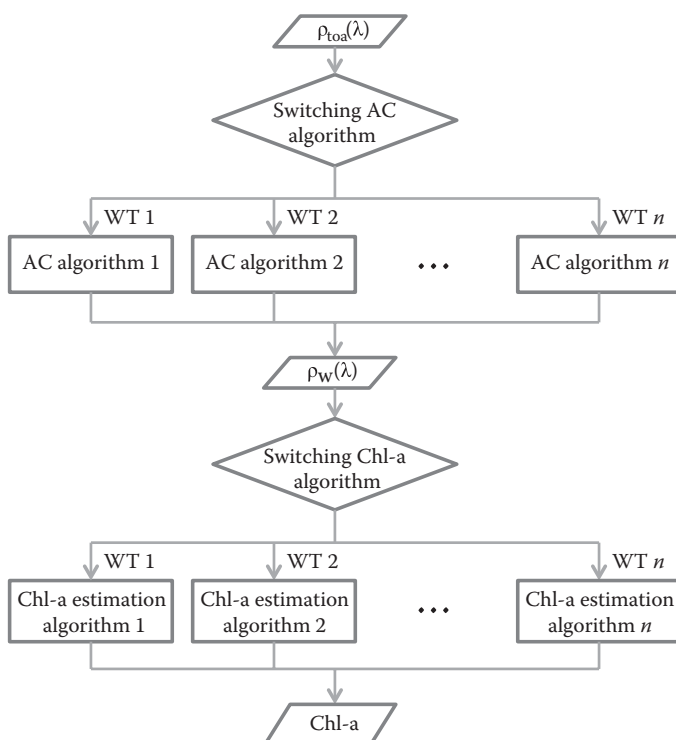 ρtoa(λ)
Switching AC
algorithm
WT 1 WT 2 WT n
AC algorithm 1 AC algorithm 2 ... AC algorithm n
ρw(λ)
Switching Chl-a
algorithm
WT 1 WT 2 WT n
Chl-a estimation
algorithm 1
Chl-a estimation
algorithm 2
...
Chl-a estimation
algorithm n
Chl-a